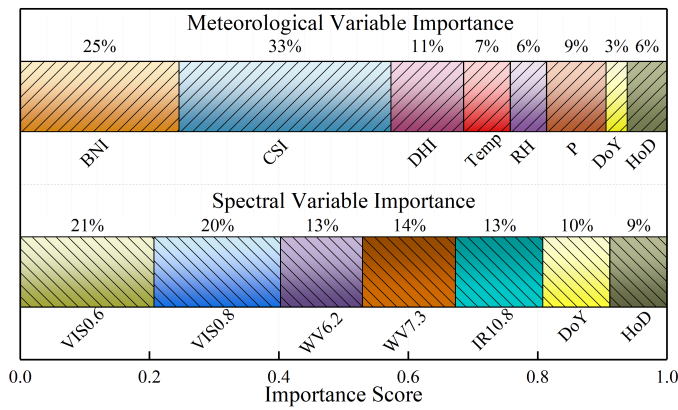 Meteorological Variable Importance
25% 33% 11% 7% 6% 9% 3% 6%
BNI CSI DHI Temp RH P DoY HoD
Spectral Variable Importance
21% 20% 13% 14% 13% 10% 9%
VIS0.6 VIS0.8 WV6.2 WV7.3 IR10.8 DoY HoD
0.0 0.2 0.4 0.6 0.8 1.0
Importance Score